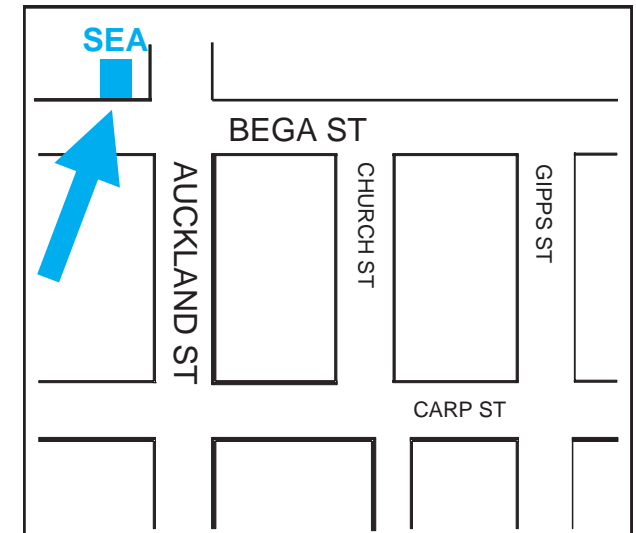 SEA
BEGA ST
AUCKLAND ST
CHURCH ST
GIPPS ST
CARP ST